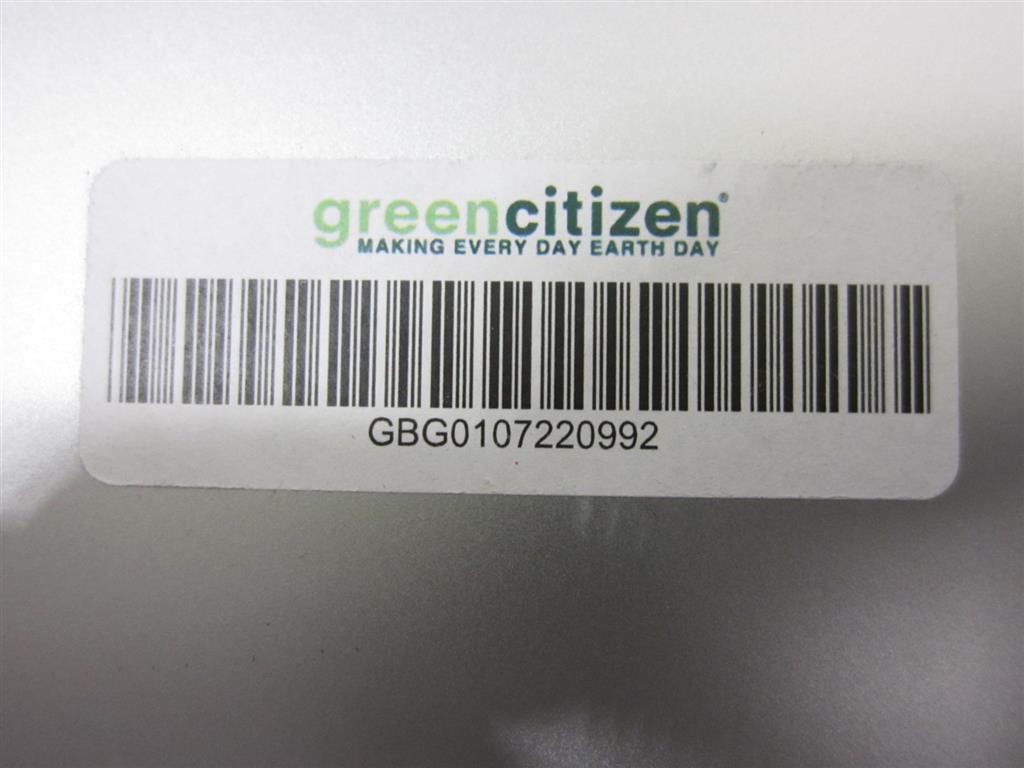 greencitizen®
MAKING EVERY DAY EARTH DAY
GBG0107220992